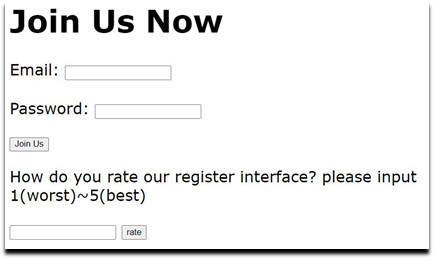 Join Us Now
Email:
Password:
Join Us
How do you rate our register interface? please input
1(worst)~5(best)
rate